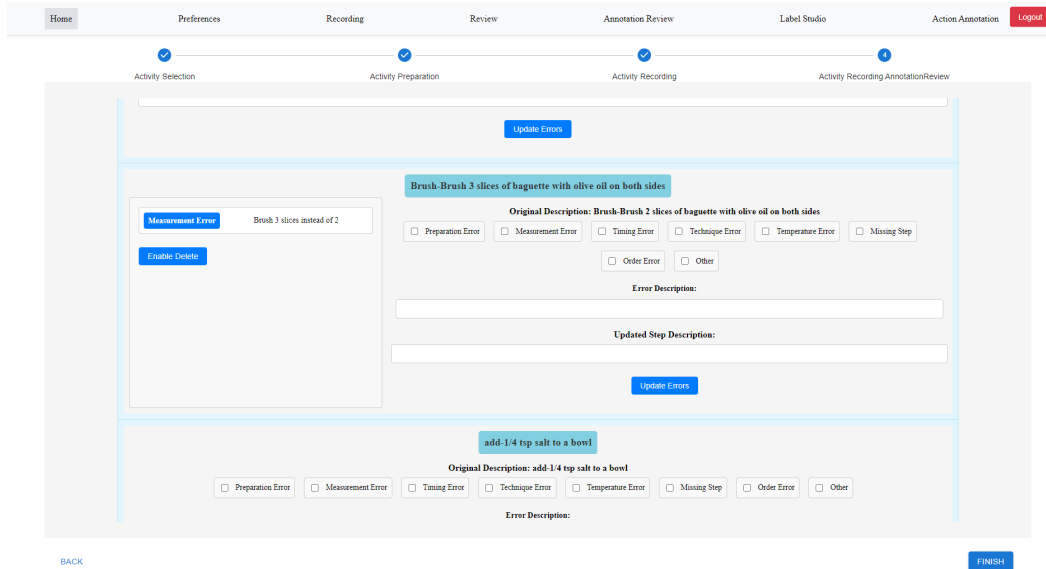 Home Preferences Recording Review Annotation Review Label Studio Action Annotation Logout
4
Activity Selection Activity Preparation Activity Recording Activity Recording AnnotationReview
Update Errors
Brush-Brush 3 slices of baguette with olive oil on both sides
Measurement Error Brush 3 slices instead of 2
Enable Delete
Original Description: Brush-Brush 2 slices of baguette with olive oil on both sides
Preparation Error Measurement Error Timing Error Technique Error Temperature Error Missing Step
Order Error Other
Error Description:
Updated Step Description:
Update Errors
add-1/4 tsp salt to a bowl
Original Description: add-1/4 tsp salt to a bowl
Preparation Error Measurement Error Timing Error Technique Error Temperature Error Missing Step Order Error Other
Error Description:
BACK FINISH